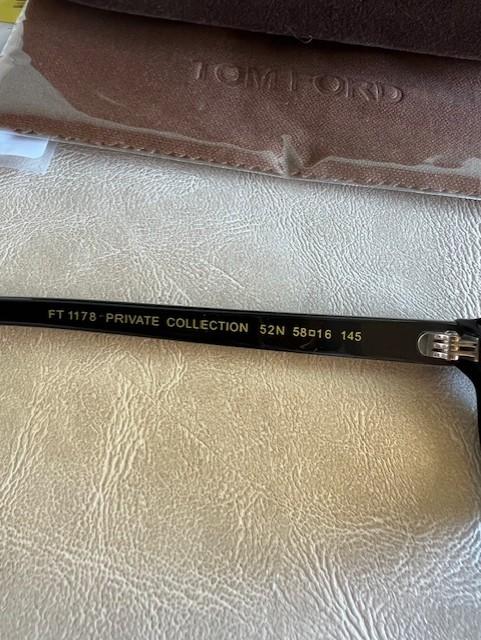 TOM FORD
FT 1178 PRIVATE COLLECTION 52N 58□16 145